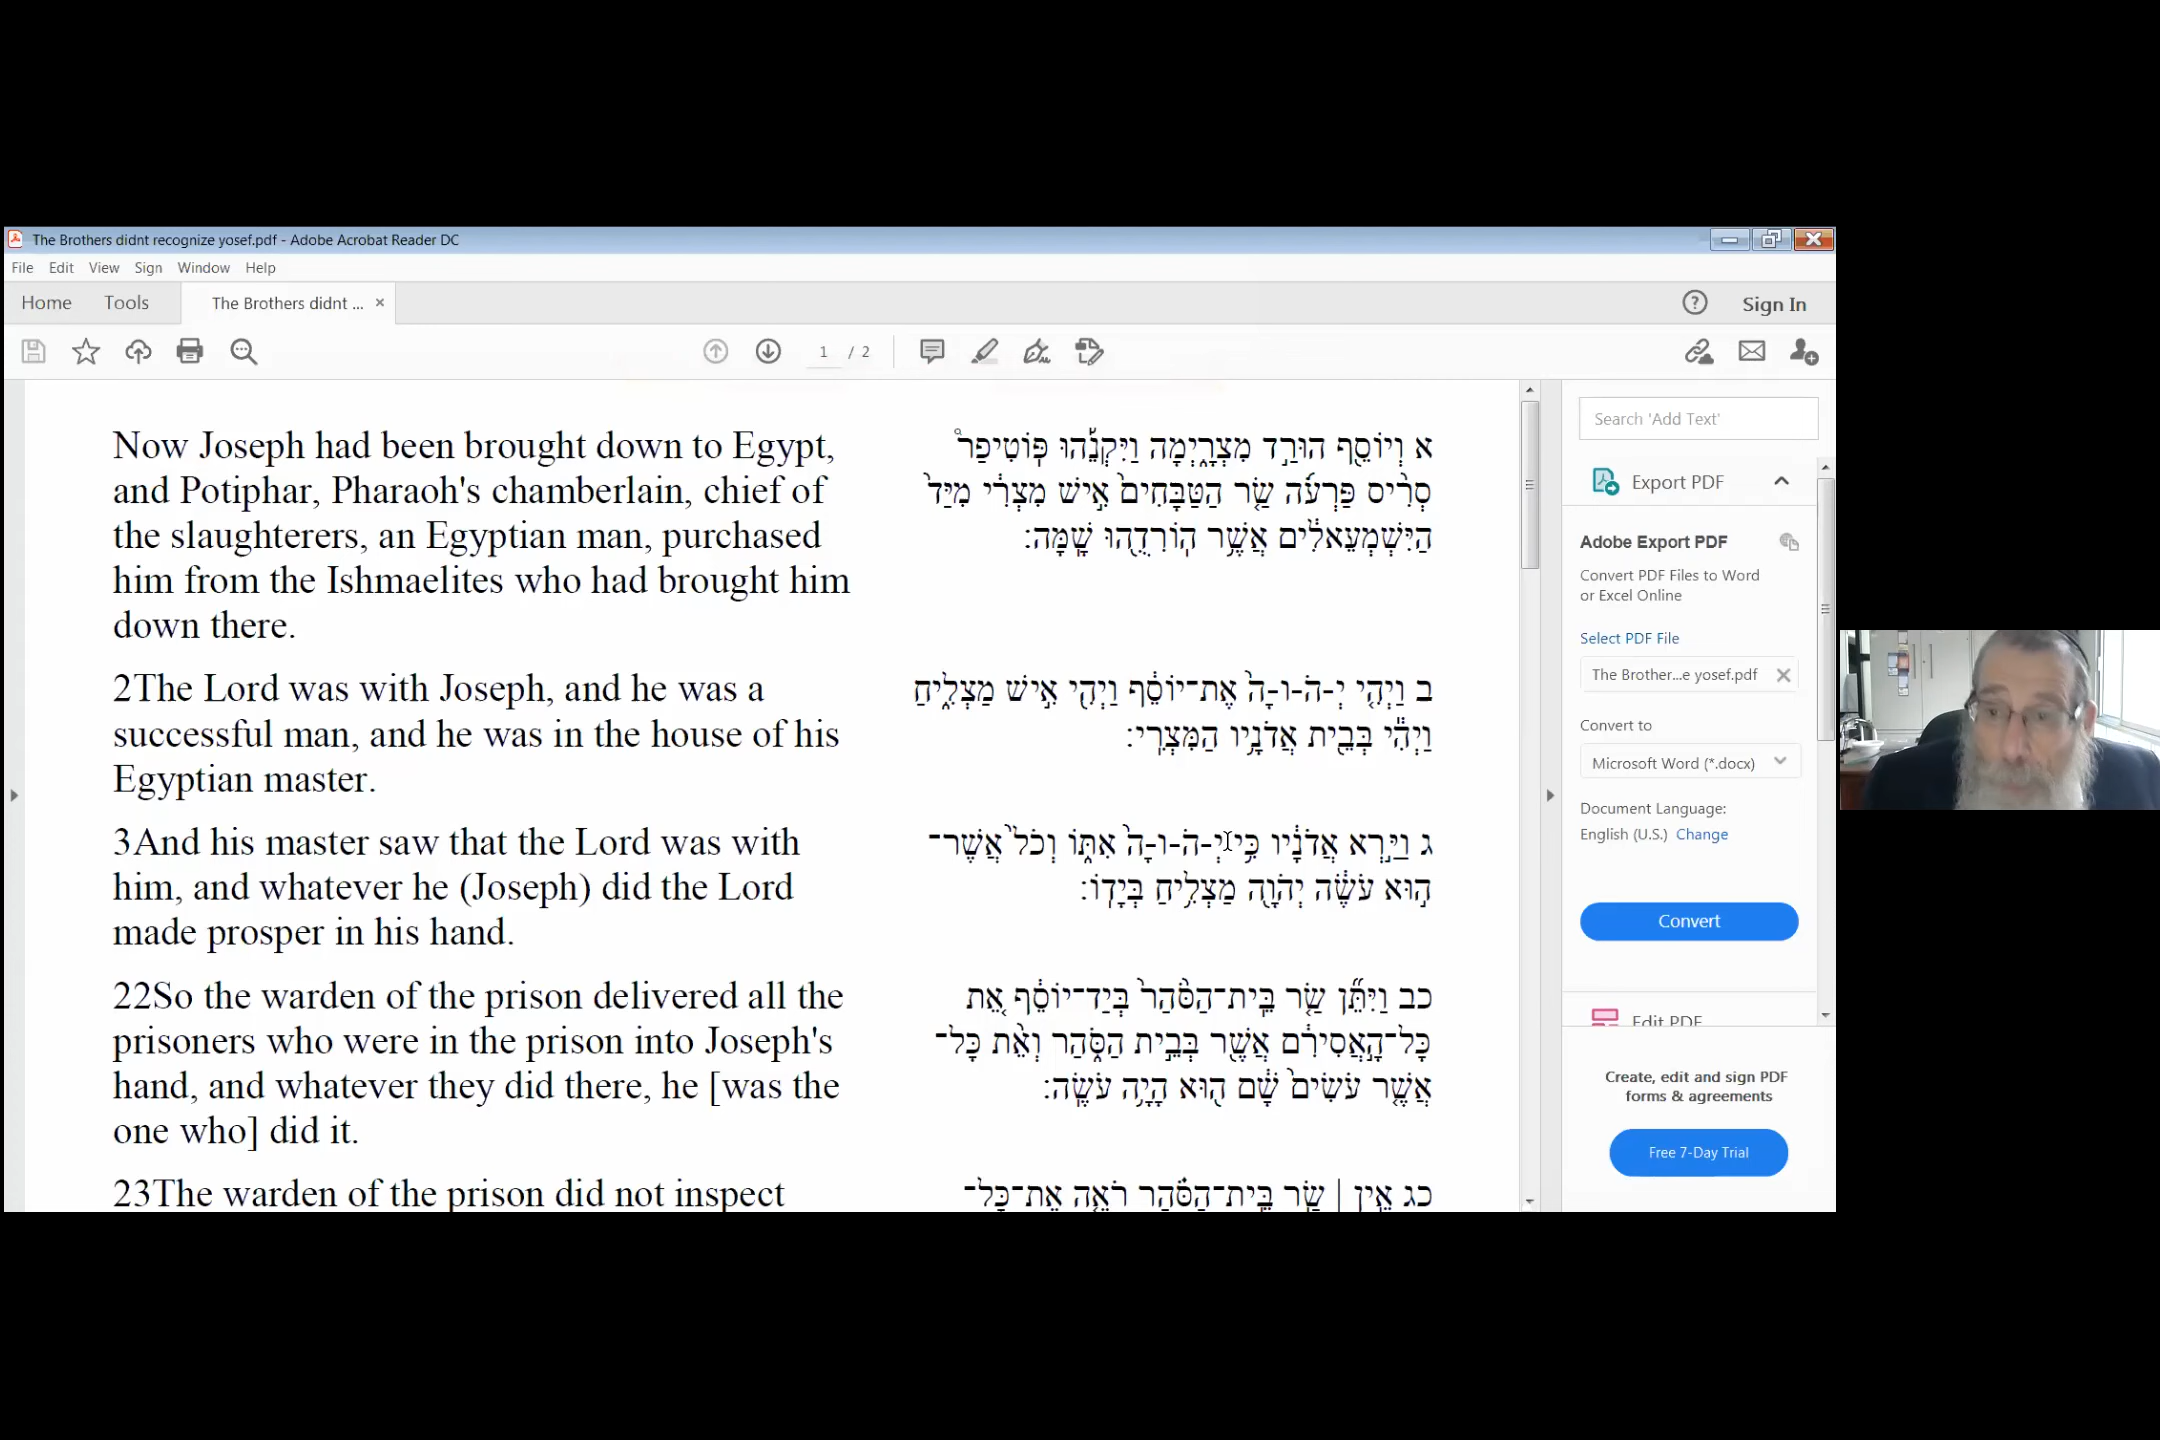 The Brothers didnt recognize yosef.pdf - Adobe Acrobat Reader DC
File Edit View Sign Window Help
Home Tools The Brothers didnt ... × Sign In
1 / 2
Now Joseph had been brought down to Egypt,
and Potiphar, Pharaoh's chamberlain, chief of
the slaughterers, an Egyptian man, purchased
him from the Ishmaelites who had brought him
down there.
א וְיוֹסֵ֖ף הוּרַ֣ד מִצְרָ֑יְמָה וַיִּקְנֵ֡הוּ פּֽוֹטִיפַר֩
סְרִ֨יס פַּרְעֹ֜ה שַׂ֤ר הַטַּבָּחִים֙ אִ֣ישׁ מִצְרִ֔י מִיַּד֙
הַיִּשְׁמְעֵאלִ֔ים אֲשֶׁ֥ר הֽוֹרִדֻ֖הוּ שָֽׁמָּה:
2The Lord was with Joseph, and he was a
successful man, and he was in the house of his
Egyptian master.
ב וַיְהִ֤י יְ-הֹ-ו-ָה֙ אֶת־יוֹסֵ֔ף וַיְהִ֖י אִ֣ישׁ מַצְלִ֑יחַ
וַיְהִ֕י בְּבֵ֖ית אֲדֹנָ֥יו הַמִּצְרִֽי:
3And his master saw that the Lord was with
him, and whatever he (Joseph) did the Lord
made prosper in his hand.
ג וַיַּ֣רְא אֲדֹנָ֔יו כִּ֥י יְ-הֹ-ו-ָה֙ אִתּ֑וֹ וְכֹל֙ אֲשֶׁר־
ה֣וּא עֹשֶׂ֔ה יְהֹוָ֖ה מַצְלִ֥יחַ בְּיָדֽוֹ:
22So the warden of the prison delivered all the
prisoners who were in the prison into Joseph's
hand, and whatever they did there, he [was the
one who] did it.
כב וַיִּתֵּ֞ן שַׂ֤ר בֵּֽית־הַסֹּ֨הַר֙ בְּיַד־יוֹסֵ֔ף אֵ֚ת
כָּל־הָ֣אֲסִירִ֔ם אֲשֶׁ֖ר בְּבֵ֣ית הַסֹּ֑הַר וְאֵ֨ת כָּל־
אֲשֶׁ֤ר עֹשִׂים֙ שָׁ֔ם ה֖וּא הָיָ֥ה עֹשֶֽׂה:
23The warden of the prison did not inspect
כג אֵ֣ין | שַׂ֣ר בֵּֽית־הַסֹּ֗הַר רֹאֶ֤ה אֶת־כָּל־
Search 'Add Text'
Export PDF
Adobe Export PDF
Convert PDF Files to Word
or Excel Online
Select PDF File
The Brother...e yosef.pdf
Convert to
Microsoft Word (*.docx)
Document Language:
English (U.S.) Change
Convert
Edit PDF
Create, edit and sign PDF
forms & agreements
Free 7-Day Trial